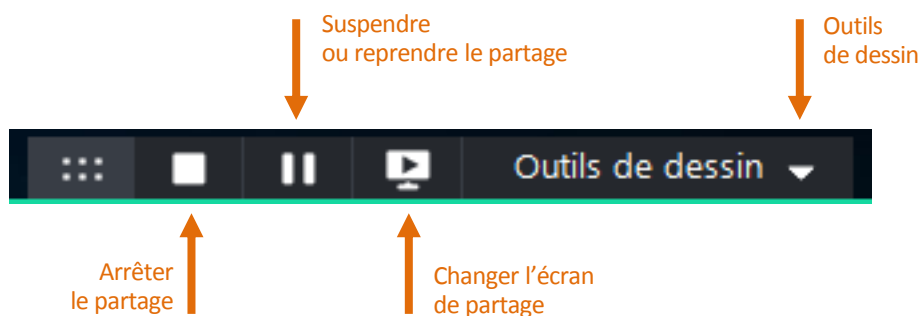 Suspendre
ou reprendre le partage
Outils
de dessin
Outils de dessin
Arrêter
le partage
Changer l’écran
de partage